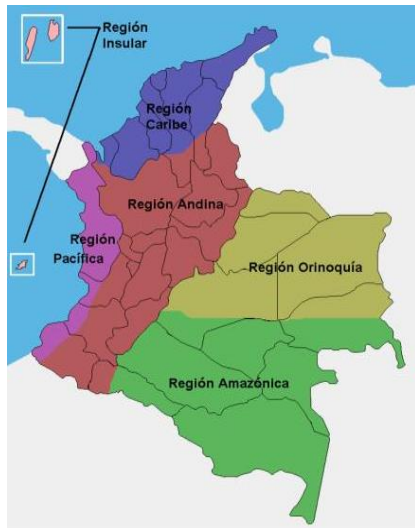 Región
Insular
Región
Caribe
Región Andina
Región
Pacífica
Región Orinoquía
Región Amazónica